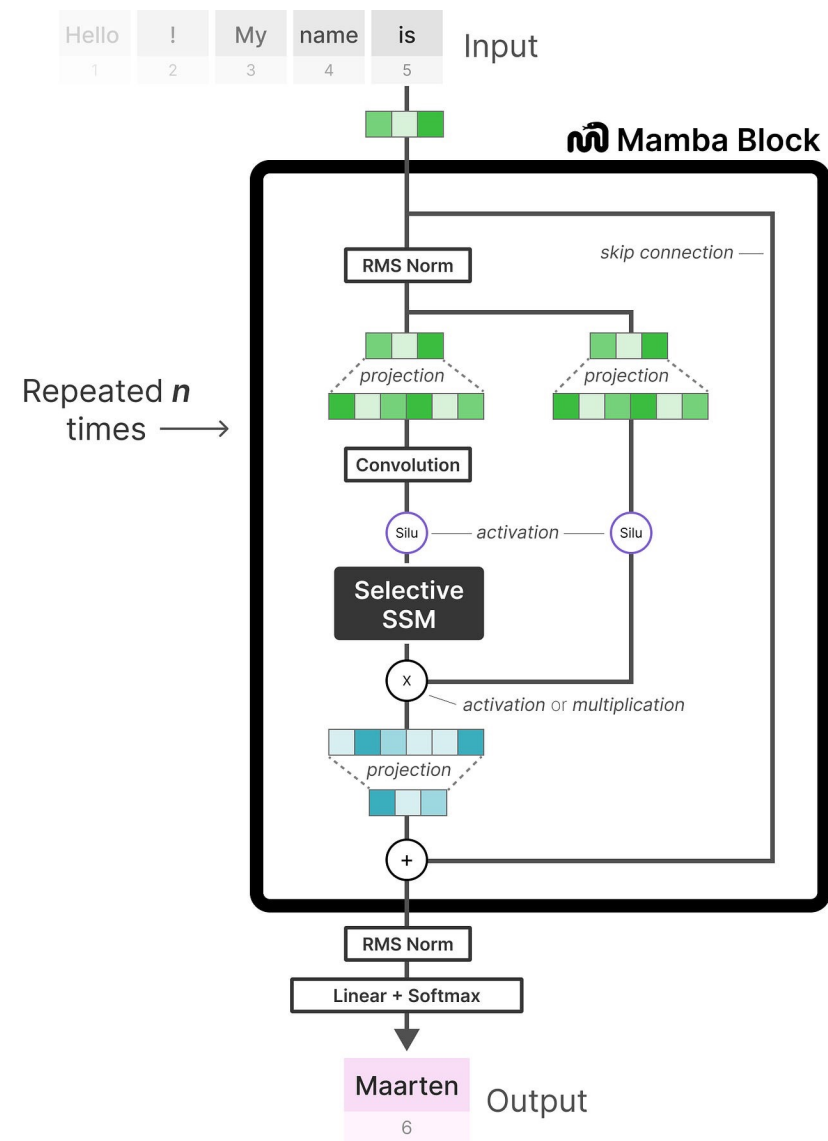 Hello ! My name is
1 2 3 4 5
Input
Mamba Block
skip connection
RMS Norm
projection projection
Repeated n
times
Convolution
Silu activation Silu
Selective
SSM
X
activation or multiplication
projection
+
RMS Norm
Linear + Softmax
Maarten
6
Output